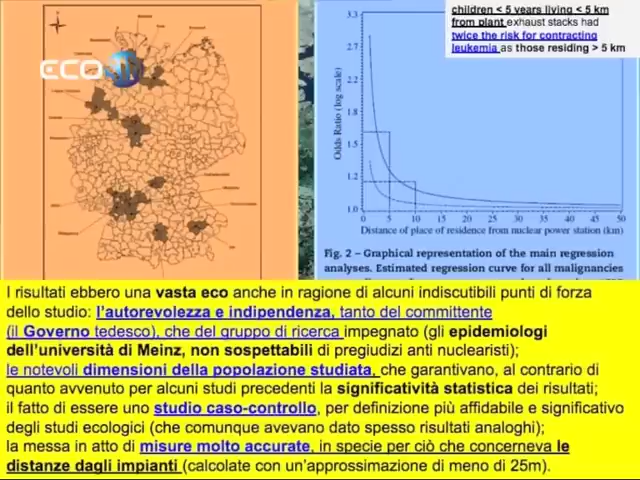 ECO
children < 5 years living < 5 km
from plant exhaust stacks had
twice the risk for contracting
leukemia as those residing > 5 km
Odds Ratio (log scale)
3.3
2.7
2.2
1.8
1.5
1.2
1.0
0 5 10 15 20 25 30 35 40 45 50
Distance of place of residence from nuclear power station (km)
Fig. 2 – Graphical representation of the main regression
analyses. Estimated regression curve for all malignancies
I risultati ebbero una vasta eco anche in ragione di alcuni indiscutibili punti di forza
dello studio: l’autorevolezza e indipendenza, tanto del committente
(il Governo tedesco), che del gruppo di ricerca impegnato (gli epidemiologi
dell’università di Meinz, non sospettabili di pregiudizi anti nuclearisti);
le notevoli dimensioni della popolazione studiata, che garantivano, al contrario di
quanto avvenuto per alcuni studi precedenti la significatività statistica dei risultati;
il fatto di essere uno studio caso-controllo, per definizione più affidabile e significativo
degli studi ecologici (che comunque avevano dato spesso risultati analoghi);
la messa in atto di misure molto accurate, in specie per ciò che concerneva le
distanze dagli impianti (calcolate con un’approssimazione di meno di 25m).